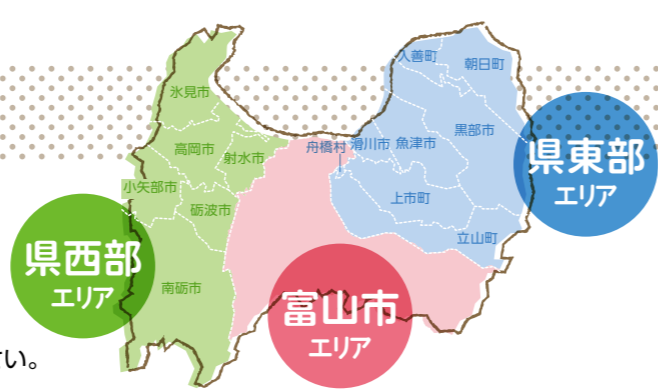 入善町
朝日町
氷見市
黒部市
高岡市
射水市
舟橋村
滑川市
魚津市
県東部
エリア
小矢部市
砺波市
上市町
立山町
県西部
エリア
南砺市
富山市
エリア
さい。